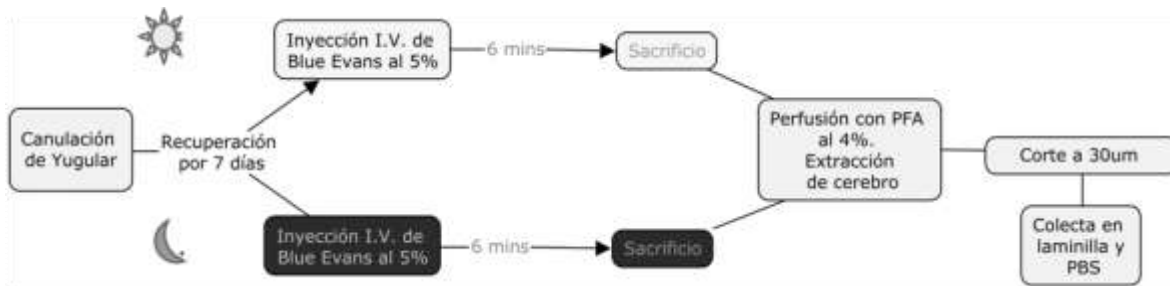 Canulación
de Yugular
Recuperación
por 7 días
Inyección I.V. de
Blue Evans al 5%
6 mins
Sacrificio
Inyección I.V. de
Blue Evans al 5%
6 mins
Sacrificio
Perfusión con PFA
al 4%.
Extracción
de cerebro
Corte a 30um
Colecta en
laminilla y
PBS